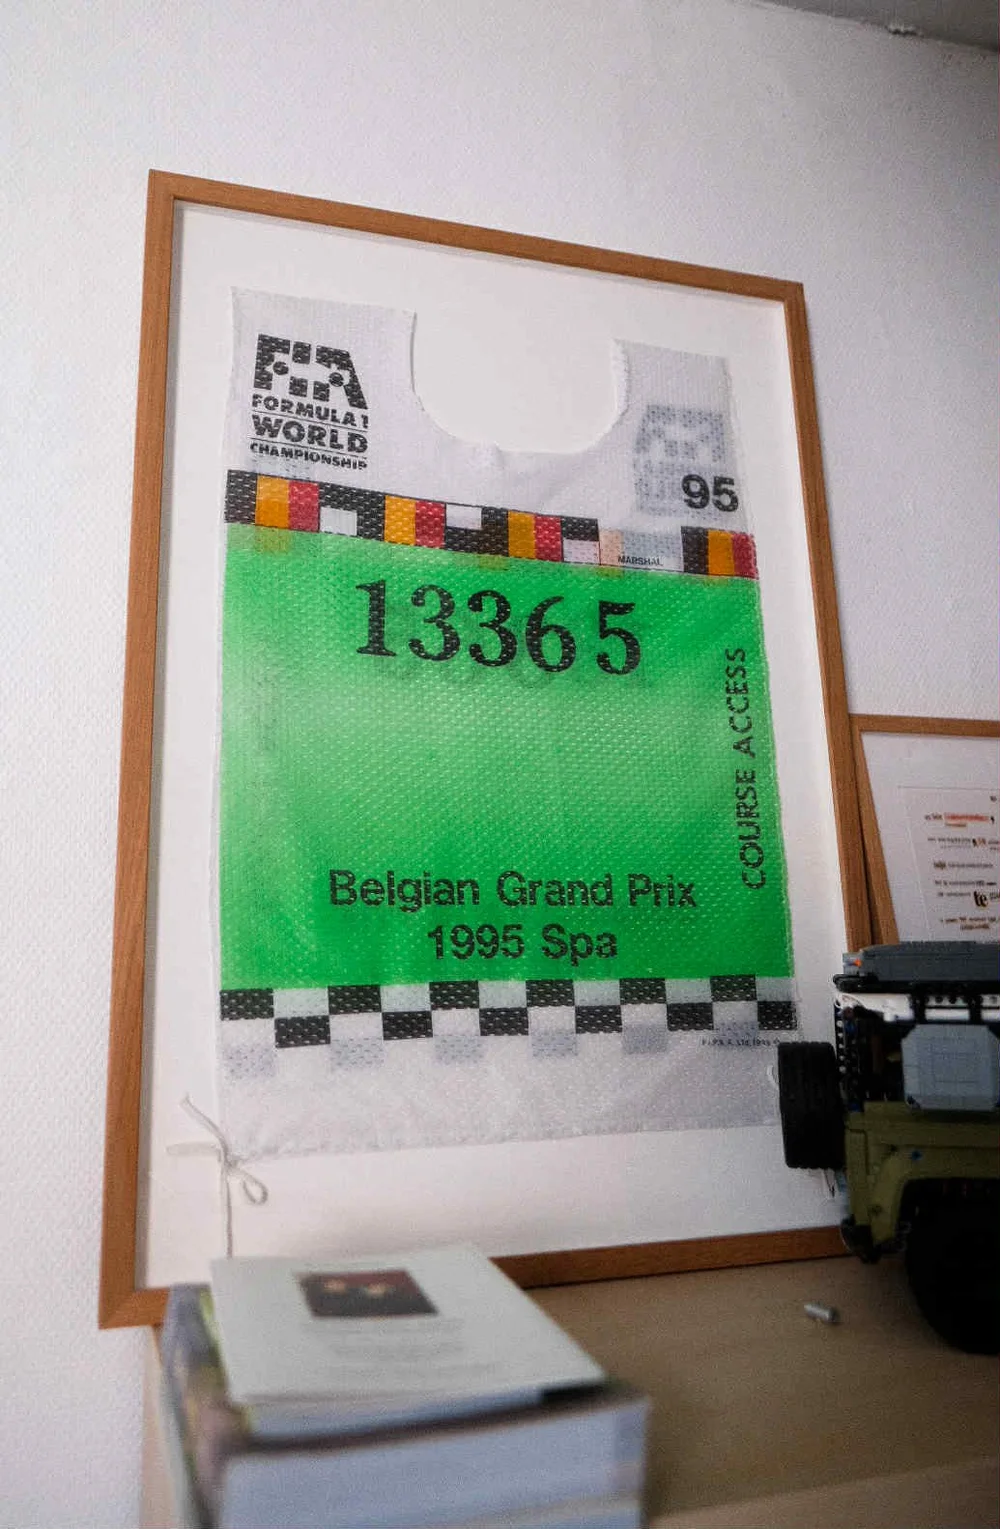 FIA
FORMULA 1
WORLD
CHAMPIONSHIP
95
MARSHAL
13365
COURSE ACCESS
Belgian Grand Prix
1995 Spa